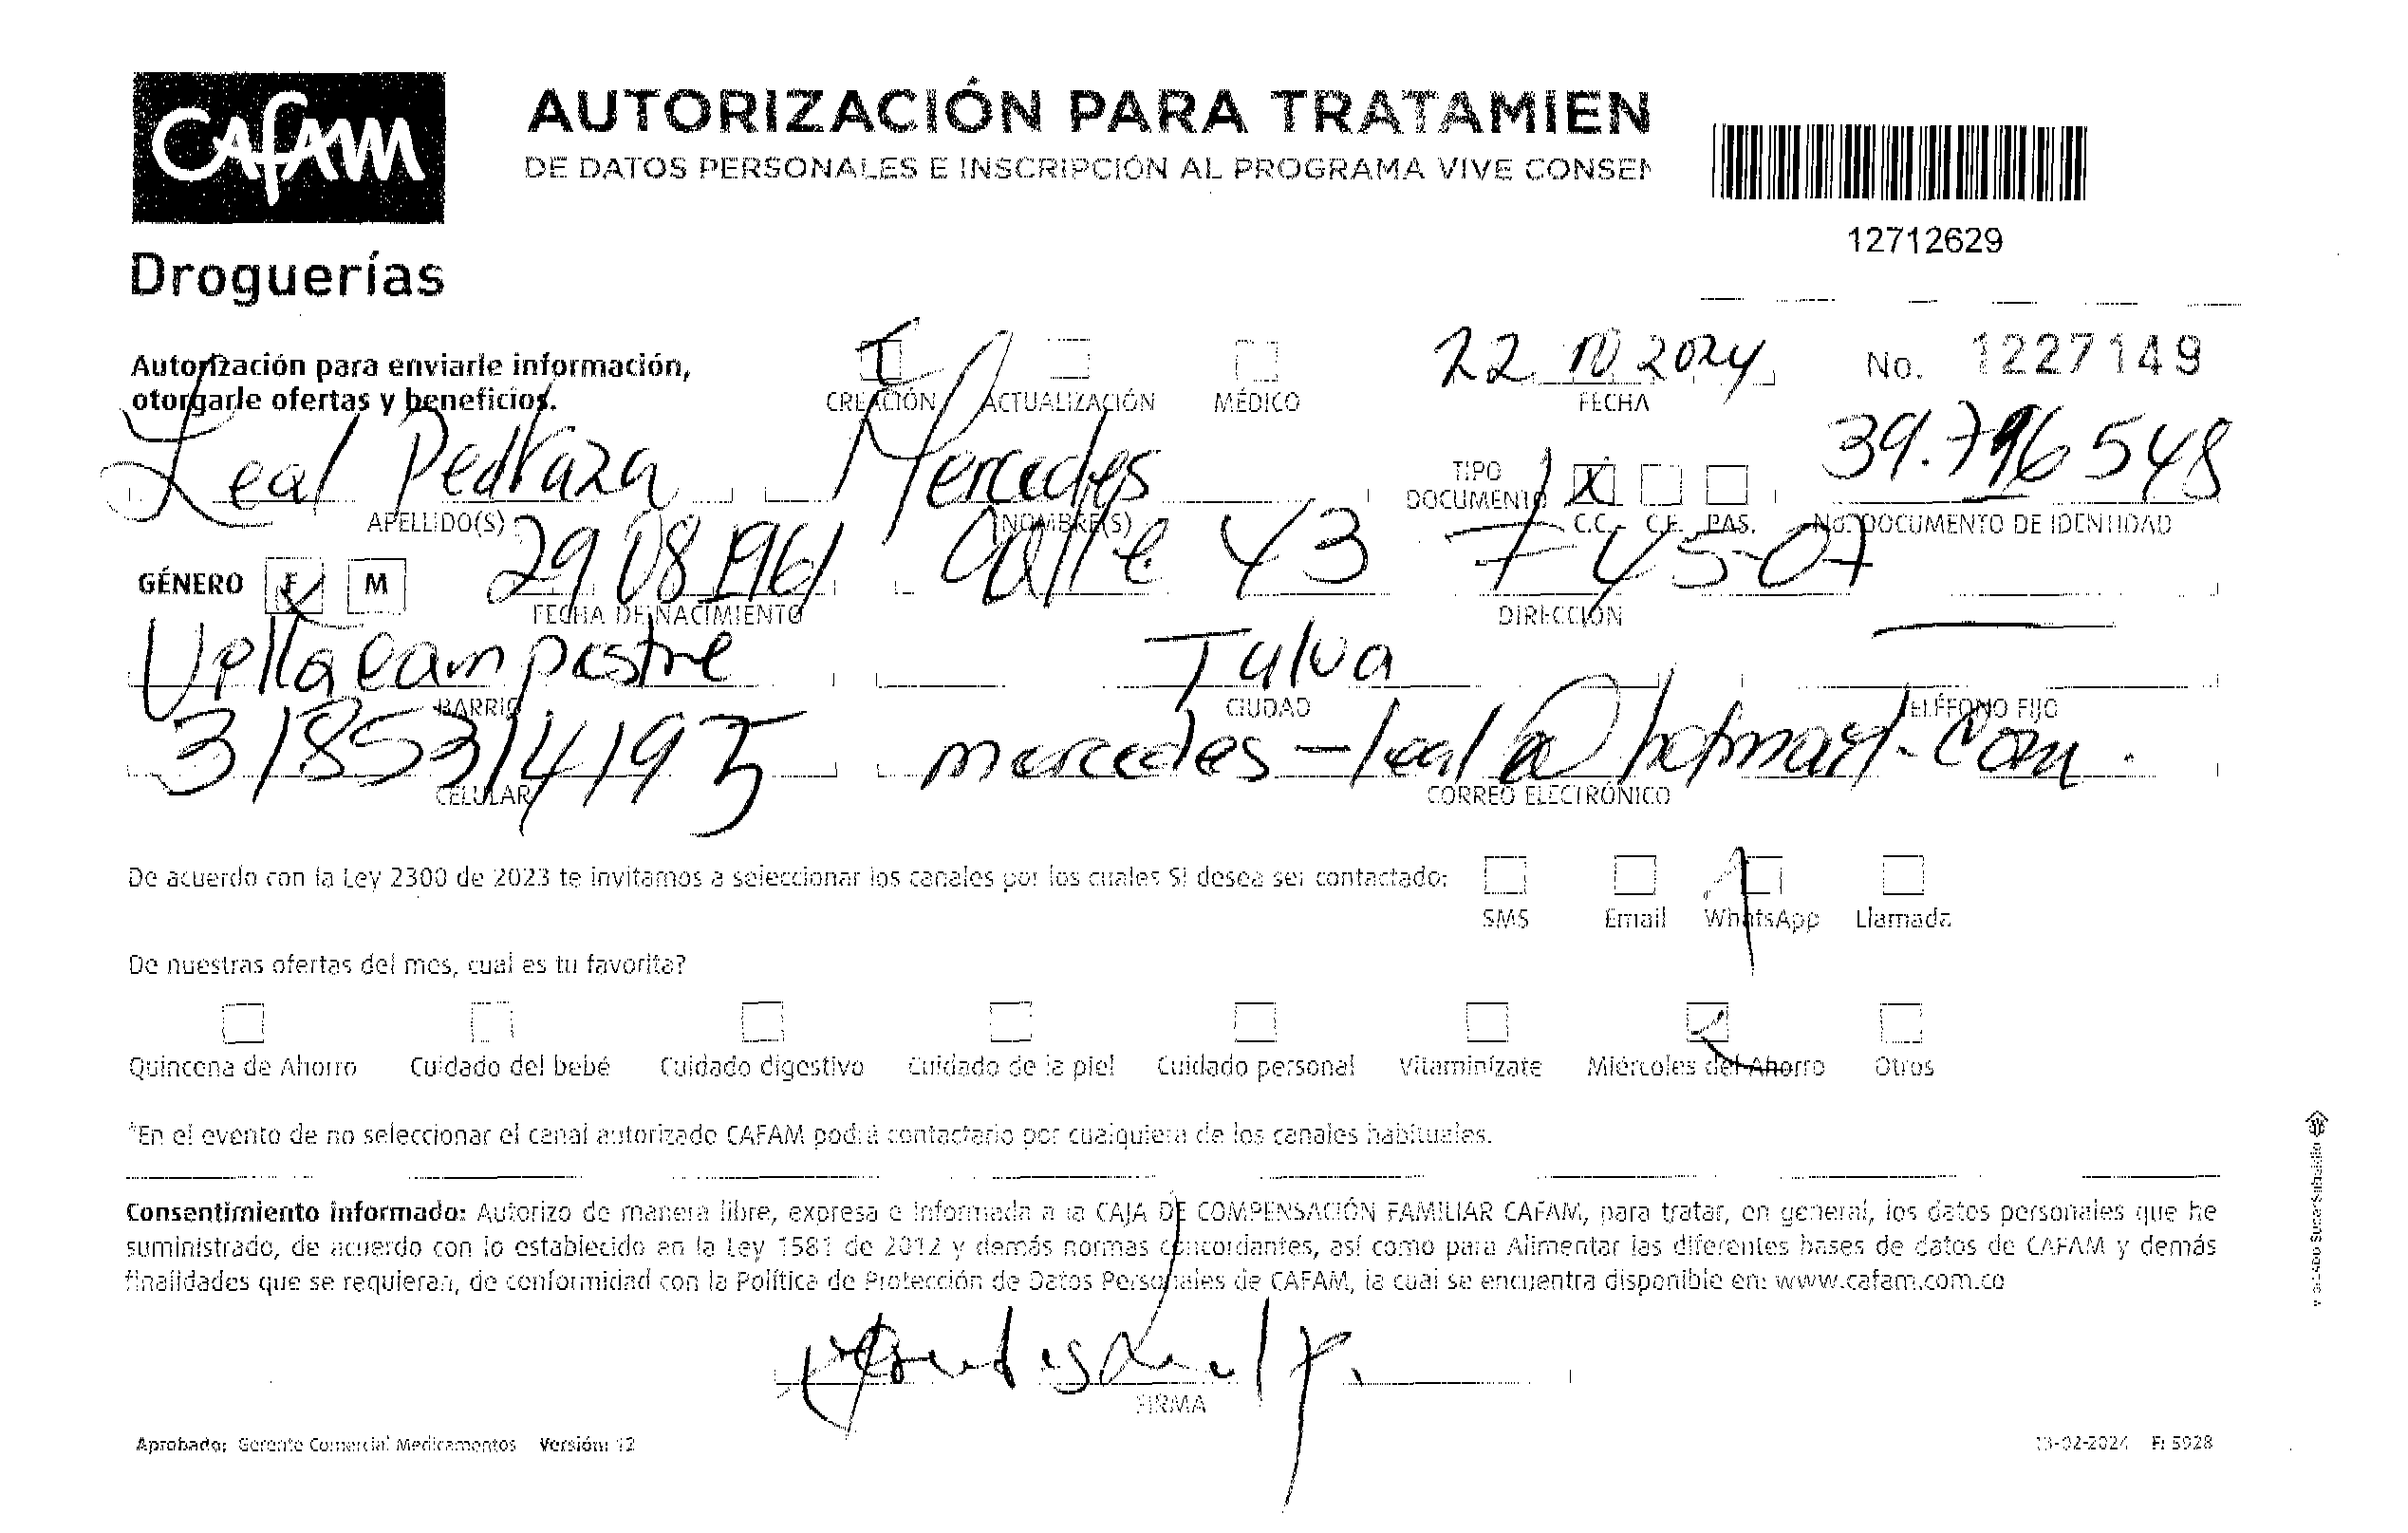 CAFAM
Droguerías
AUTORIZACIÓN PARA TRATAMIEN
DE DATOS PERSONALES E INSCRIPCIÓN AL PROGRAMA VIVE CONSEN
12712629
Autorización para enviarle información,
otorgarle ofertas y beneficios.
CREACIÓN ACTUALIZACIÓN MÉDICO
22 10 2024
FECHA
No. 1227149
Leal Pedraza Mercedes
APELLIDO(S) NOMBRE(S)
TIPO
DOCUMENTO X C.C. C.E. PAS.
39.796 548
No. DOCUMENTO DE IDENTIDAD
GÉNERO F M 29 08 1961 Calle 43 # 45-07
FECHA DE NACIMIENTO DIRECCIÓN
Villa campestre Tulua —
BARRIO CIUDAD TELÉFONO FIJO
3185314195 mercedes-leal@hotmail.com.
CELULAR CORREO ELECTRÓNICO
De acuerdo con la Ley 2300 de 2023 te invitamos a seleccionar los canales por los cuales SI desea ser contactado:
SMS Email WhatsApp Llamada
De nuestras ofertas del mes, cual es tu favorita?
Quincena de Ahorro Cuidado del bebé Cuidado digestivo Cuidado de la piel Cuidado personal Vitaminízate Miércoles del Ahorro Otros
*En el evento de no seleccionar el canal autorizado CAFAM podrá contactarlo por cualquiera de los canales habituales.
Consentimiento informado: Autorizo de manera libre, expresa e informada a la CAJA DE COMPENSACIÓN FAMILIAR CAFAM, para tratar, en general, los datos personales que he
suministrado, de acuerdo con lo establecido en la Ley 1581 de 2012 y demás normas concordantes, así como para Alimentar las diferentes bases de datos de CAFAM y demás
finalidades que se requieran, de conformidad con la Política de Protección de Datos Personales de CAFAM, la cual se encuentra disponible en: www.cafam.com.co
FIRMA
Aprobado: Gerente Comercial Medicamentos Versión: 12
13-02-2024 F: 5928